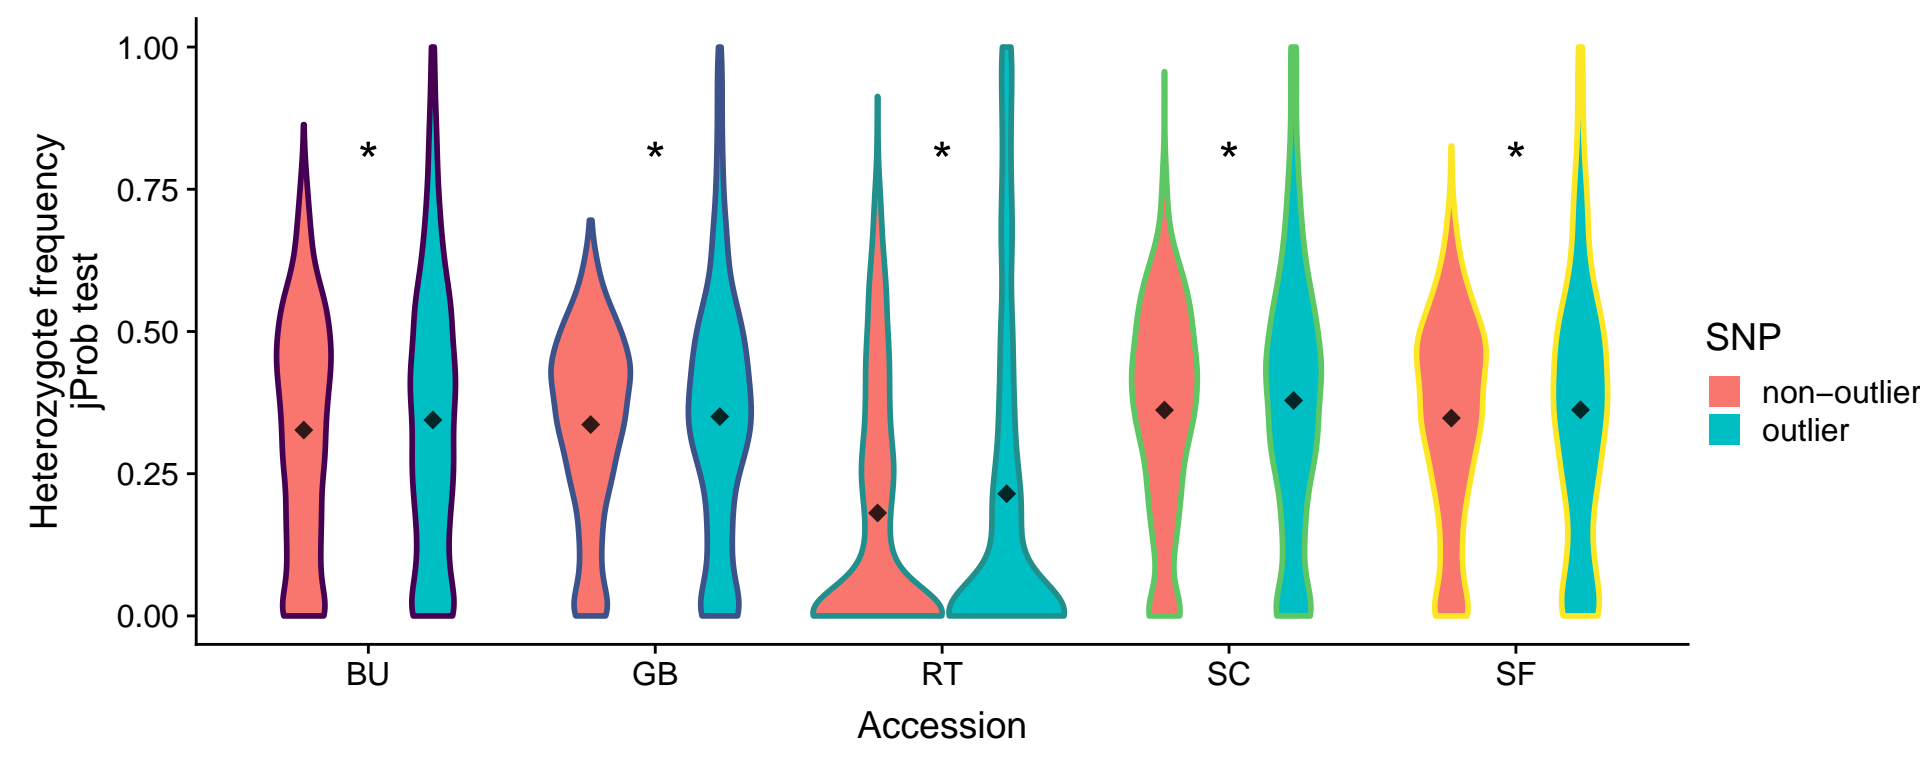 Heterozygote frequency
jProb test
1.00
0.75
0.50
0.25
0.00
* * * * *
BU GB RT SC SF
Accession
SNP
non−outlier
outlier